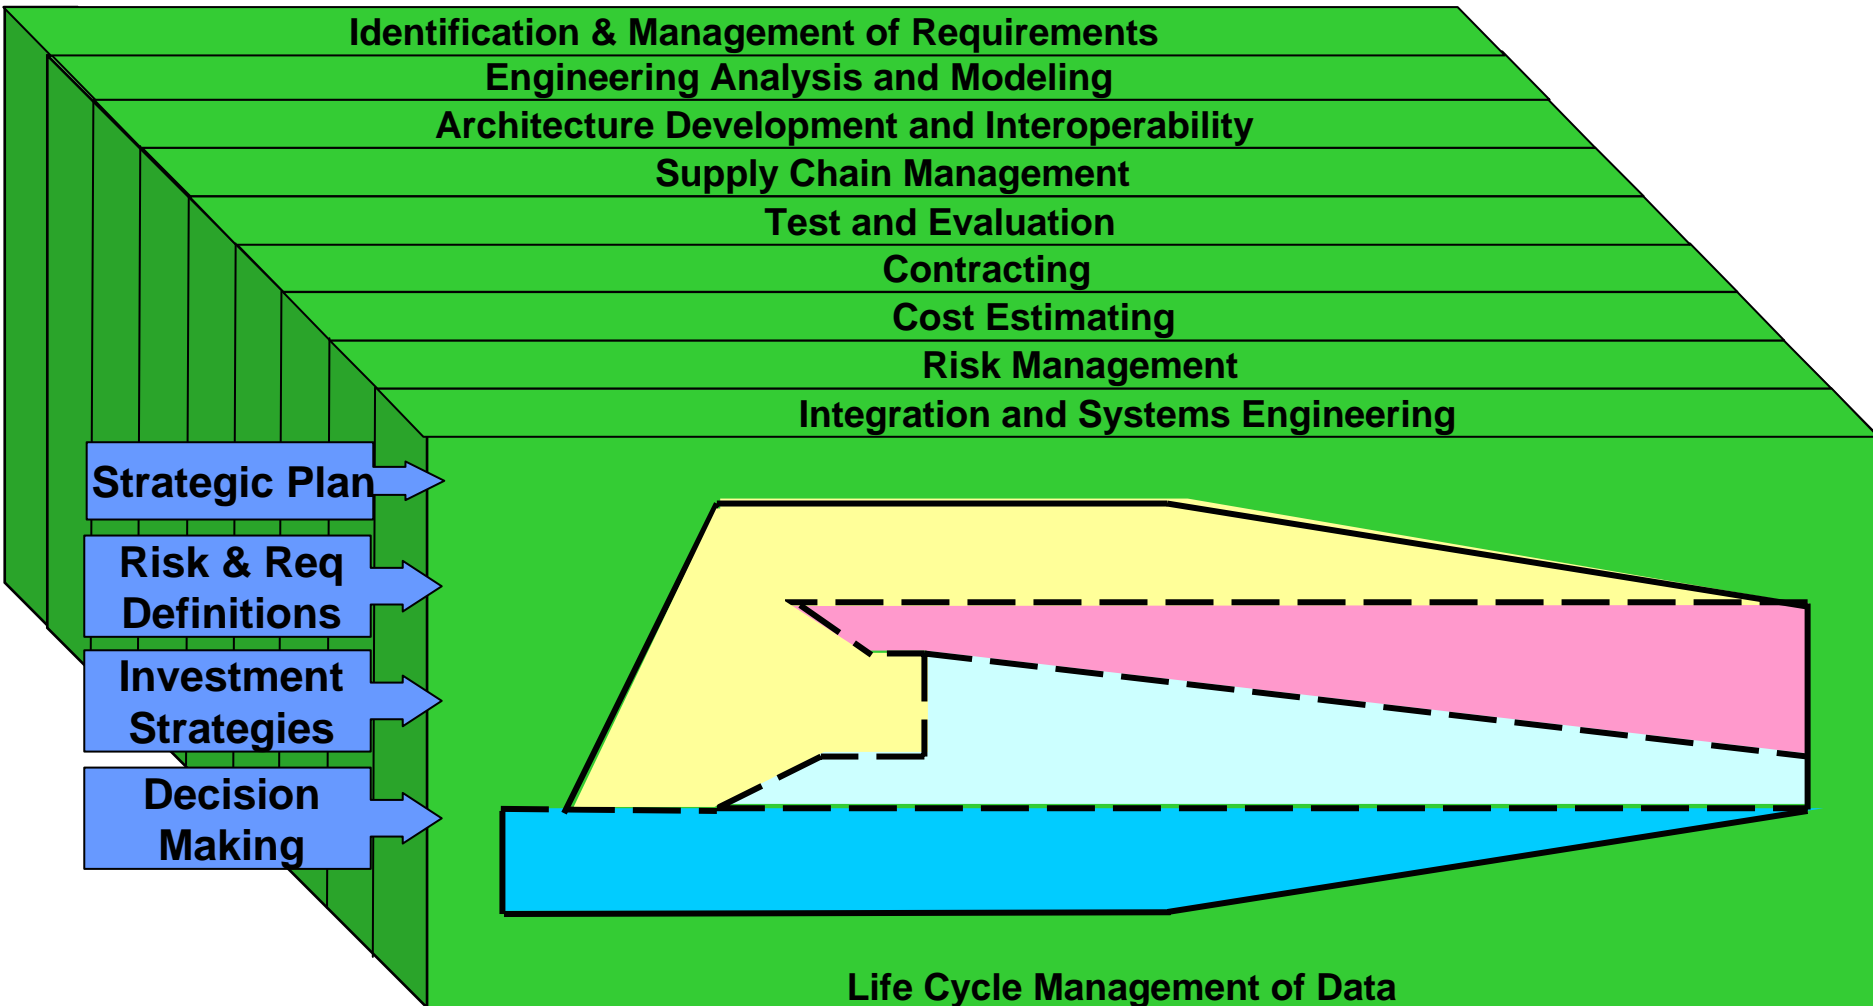 Identification & Management of Requirements
Engineering Analysis and Modeling
Architecture Development and Interoperability
Supply Chain Management
Test and Evaluation
Contracting
Cost Estimating
Risk Management
Integration and Systems Engineering
Strategic Plan
Risk & Req
Definitions
Investment
Strategies
Decision
Making
Life Cycle Management of Data